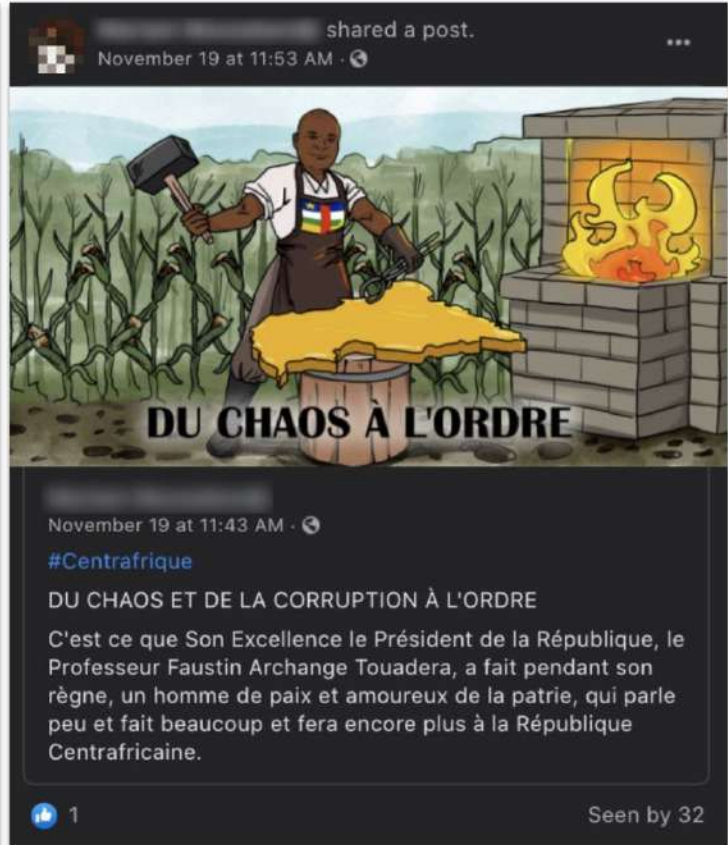 shared a post.
November 19 at 11:53 AM ·
DU CHAOS À L'ORDRE
November 19 at 11:43 AM ·
#Centrafrique
DU CHAOS ET DE LA CORRUPTION À L'ORDRE
C'est ce que Son Excellence le Président de la République, le
Professeur Faustin Archange Touadera, a fait pendant son
règne, un homme de paix et amoureux de la patrie, qui parle
peu et fait beaucoup et fera encore plus à la République
Centrafricaine.
1
Seen by 32